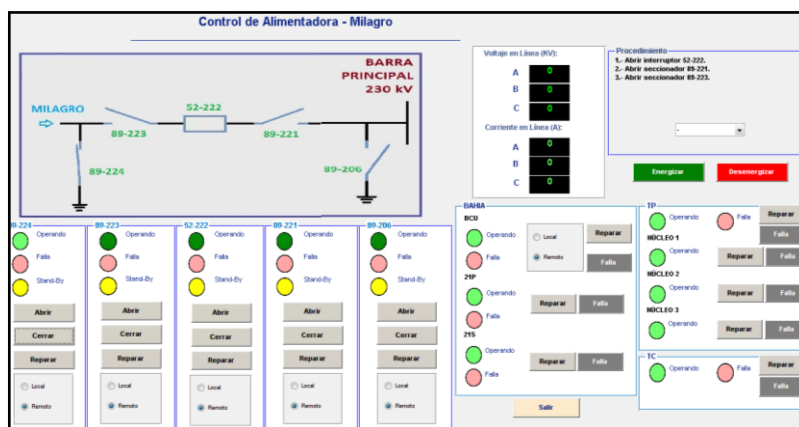 Control de Alimentadora - Milagro
BARRA
PRINCIPAL
230 kV
MILAGRO
52-222
89-223
89-221
89-224
89-206
Voltaje en Línea (KV):
A 0
B 0
C 0
Corriente en Línea (A):
A 0
B 0
C 0
Procedimiento
1.- Abrir interruptor 52-222.
2.- Abrir seccionador 89-221.
3.- Abrir seccionador 89-223.
-
Energizar
Desenergizar
89-224
Operando
Falla
Stand-By
Abrir
Cerrar
Reparar
Local
Remoto
89-223
Operando
Falla
Stand-By
Abrir
Cerrar
Reparar
Local
Remoto
52-222
Operando
Falla
Stand-By
Abrir
Cerrar
Reparar
Local
Remoto
89-221
Operando
Falla
Stand-By
Abrir
Cerrar
Reparar
Local
Remoto
89-206
Operando
Falla
Stand-By
Abrir
Cerrar
Reparar
Local
Remoto
BAHIA
BCU
Operando
Falla
Local
Remoto
Reparar
Falla
21P
Operando
Falla
Reparar
Falla
21S
Operando
Falla
Reparar
Falla
Salir
TP
Operando
Falla
Reparar
Falla
NÚCLEO 1
Operando
Reparar
Falla
NÚCLEO 2
Operando
Reparar
Falla
NÚCLEO 3
Operando
Reparar
Falla
TC
Operando
Falla
Reparar
Falla